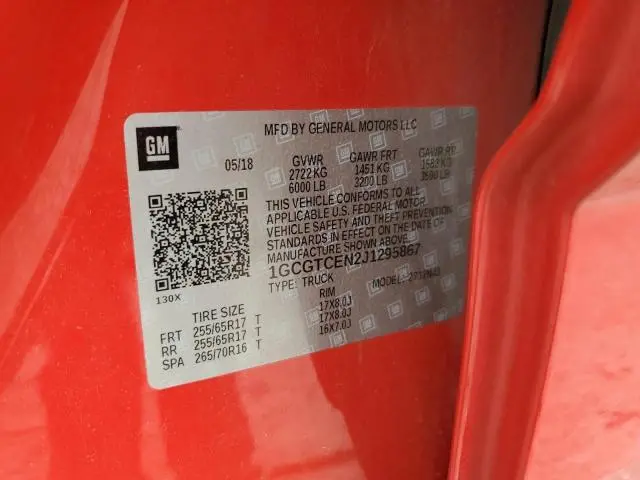 GM
MFD BY GENERAL MOTORS LLC
05/18 GVWR GAWR FRT GAWR RR
2722 KG 1451 KG
6000 LB 3200 LB
THIS VEHICLE CONFORMS TO ALL
APPLICABLE U.S. FEDERAL MOTOR
VEHICLE SAFETY AND THEFT PREVENTION
STANDARDS IN EFFECT ON THE DATE OF
MANUFACTURE SHOWN ABOVE.
1GCGTCEN2J1295867
TYPE: TRUCK MODEL:
130X
TIRE SIZE RIM
FRT 255/65R17 T 17X8.0J
RR 255/65R17 T 17X8.0J
SPA 265/70R16 T 16X7.0J